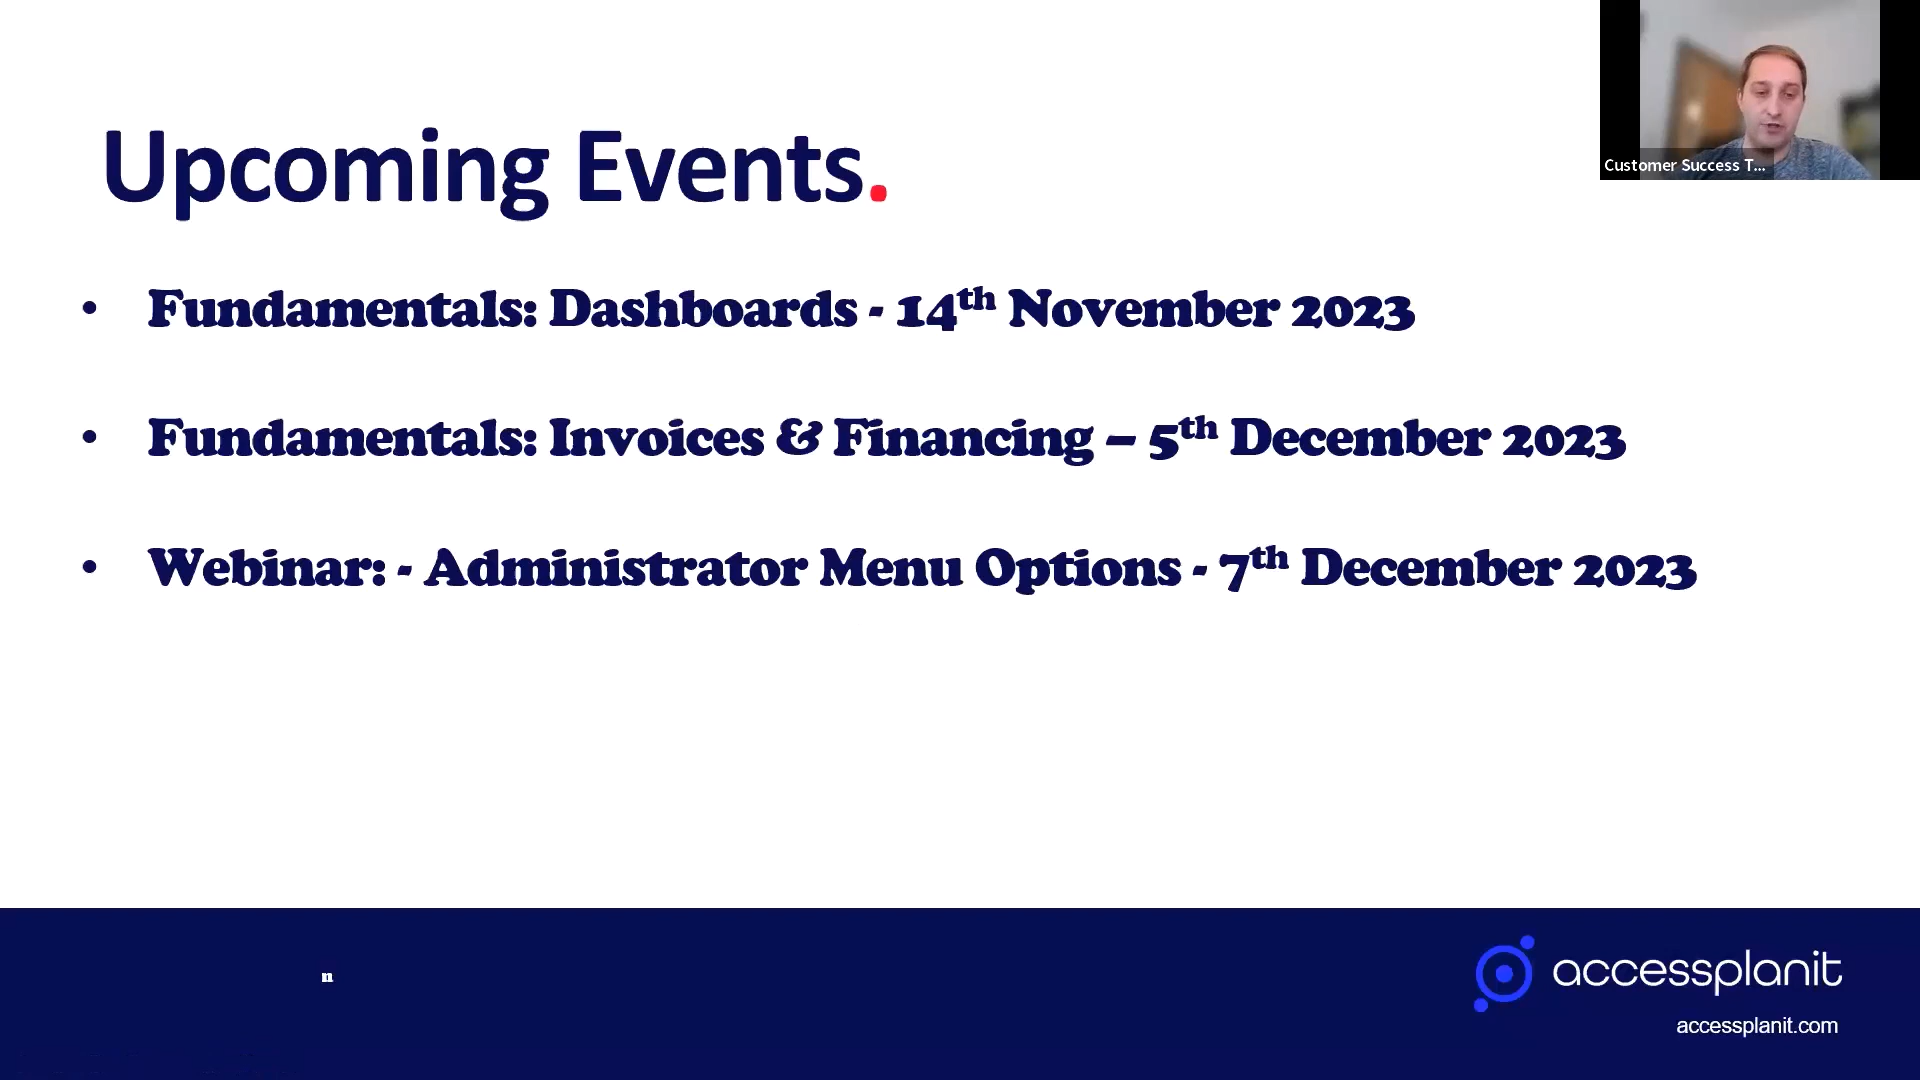 Upcoming Events.
Customer Success T...
• Fundamentals: Dashboards - 14th November 2023
• Fundamentals: Invoices & Financing – 5th December 2023
• Webinar: - Administrator Menu Options - 7th December 2023
n
accessplanit
accessplanit.com